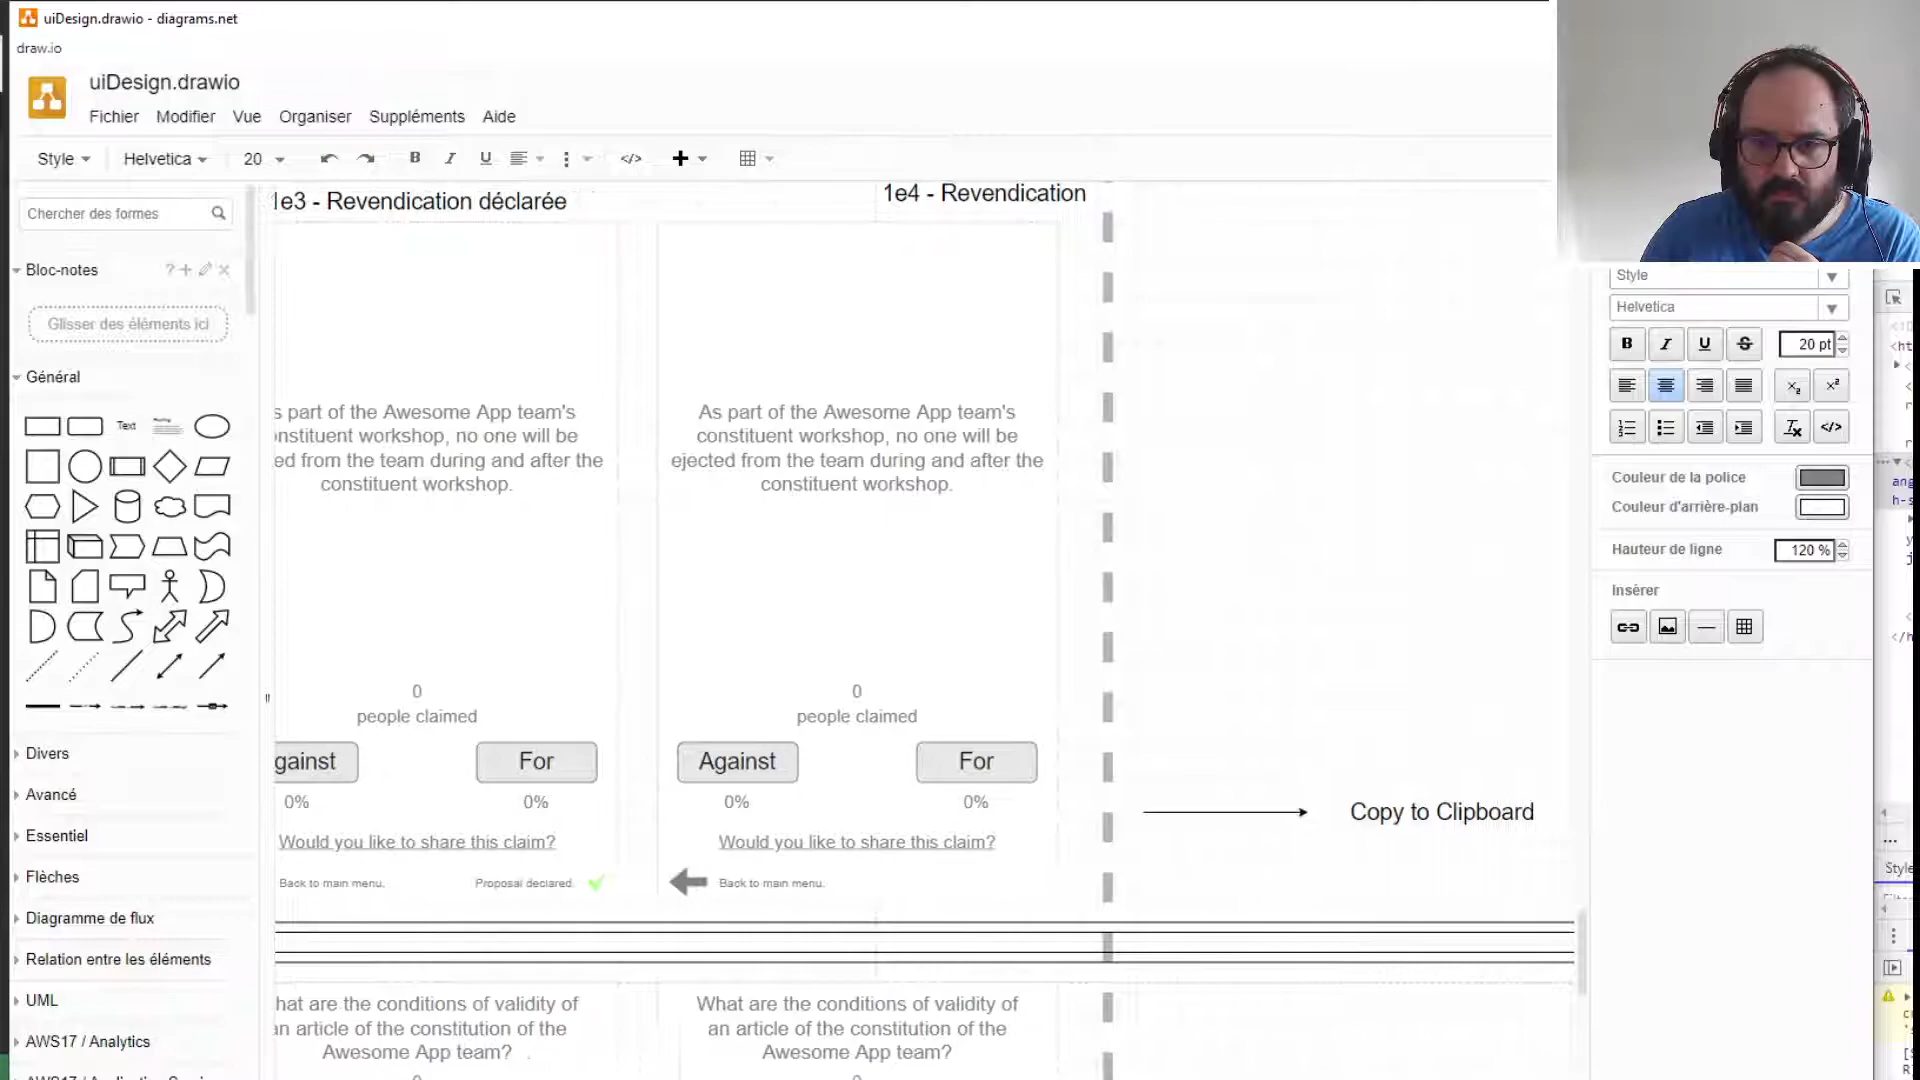 uiDesign.drawio - diagrams.net
draw.io
uiDesign.drawio
Fichier Modifier Vue Organiser Suppléments Aide
Style Helvetica 20 B I U
Chercher des formes
Bloc-notes
Glisser des éléments ici
Général
Text
Divers
Avancé
Essentiel
Flèches
Diagramme de flux
Relation entre les éléments
UML
AWS17 / Analytics
1e3 - Revendication déclarée
s part of the Awesome App team's
onstituent workshop, no one will be
ed from the team during and after the
constituent workshop.
0
people claimed
gainst For
0% 0%
Would you like to share this claim?
Back to main menu. Proposal declared.
hat are the conditions of validity of
an article of the constitution of the
Awesome App team?
1e4 - Revendication
As part of the Awesome App team's
constituent workshop, no one will be
ejected from the team during and after the
constituent workshop.
0
people claimed
Against For
0% 0%
Would you like to share this claim?
Back to main menu.
What are the conditions of validity of
an article of the constitution of the
Awesome App team?
Copy to Clipboard
Style
Helvetica
B I U S 20 pt
Couleur de la police
Couleur d'arrière-plan
Hauteur de ligne 120 %
Insérer
Style